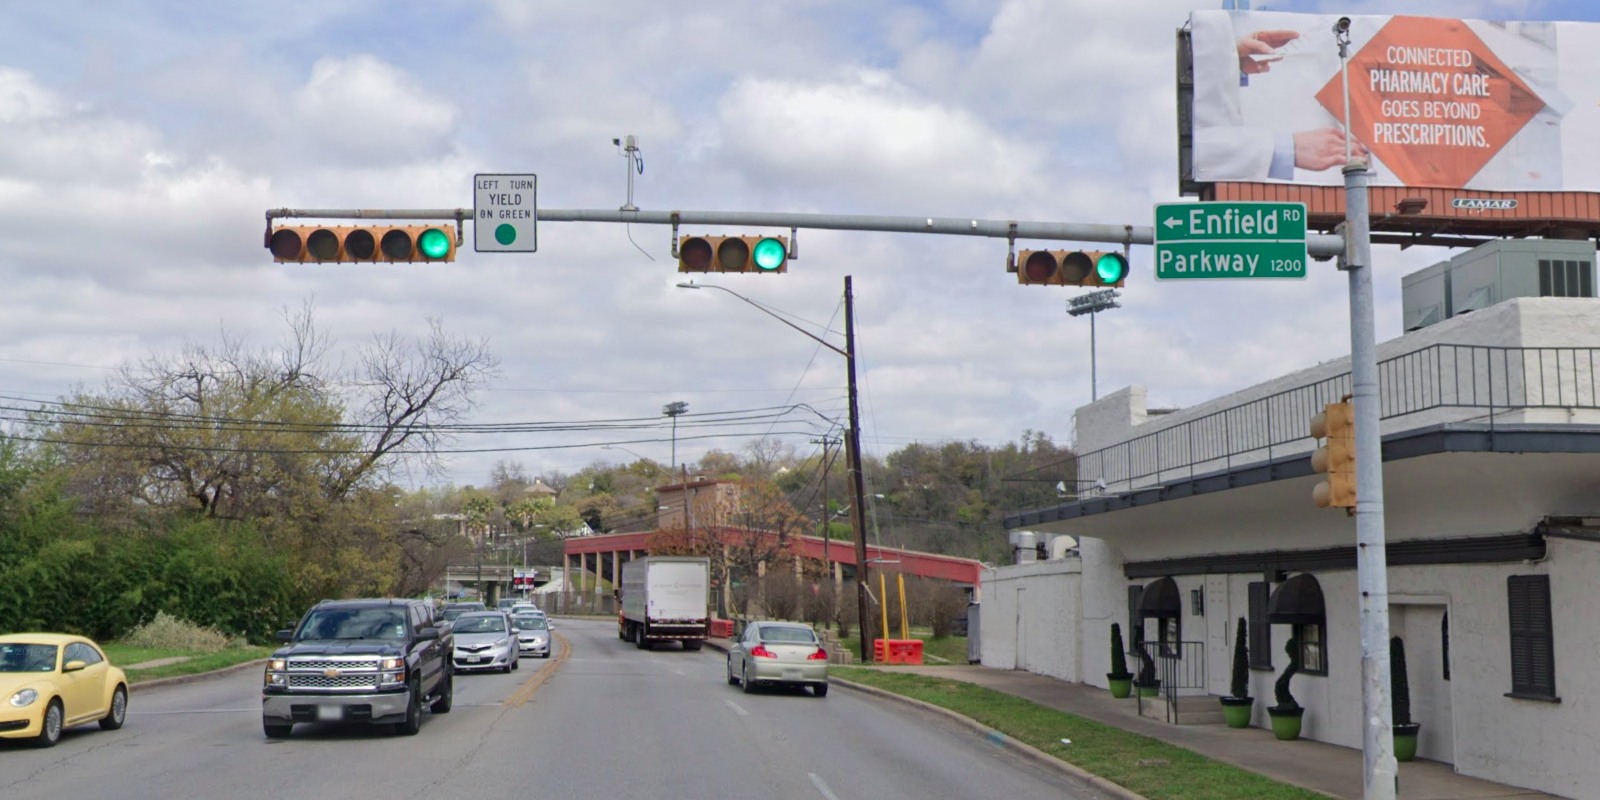 CONNECTED
PHARMACY CARE
GOES BEYOND
PRESCRIPTIONS.
LAMAR
LEFT TURN
YIELD
ON GREEN
← Enfield RD
Parkway 1200